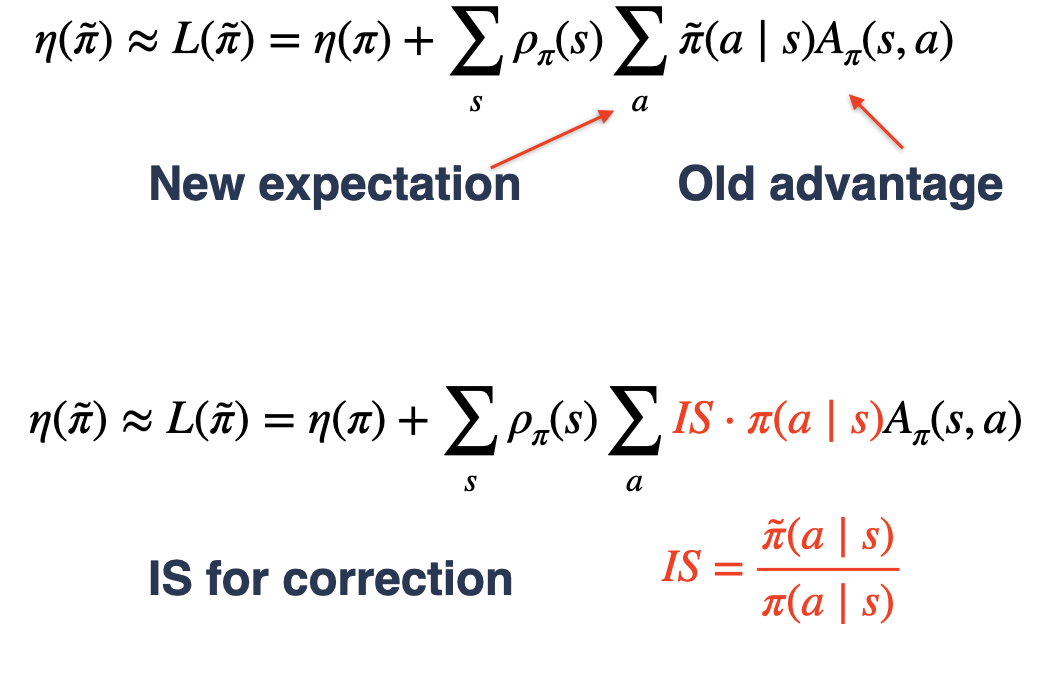 η(π̃) ≈ L(π̃) = η(π) + ∑_s ρ_π(s) ∑_a π̃(a | s)A_π(s, a)
New expectation Old advantage
η(π̃) ≈ L(π̃) = η(π) + ∑_s ρ_π(s) ∑_a IS · π(a | s)A_π(s, a)
IS for correction IS = π̃(a | s) / π(a | s)